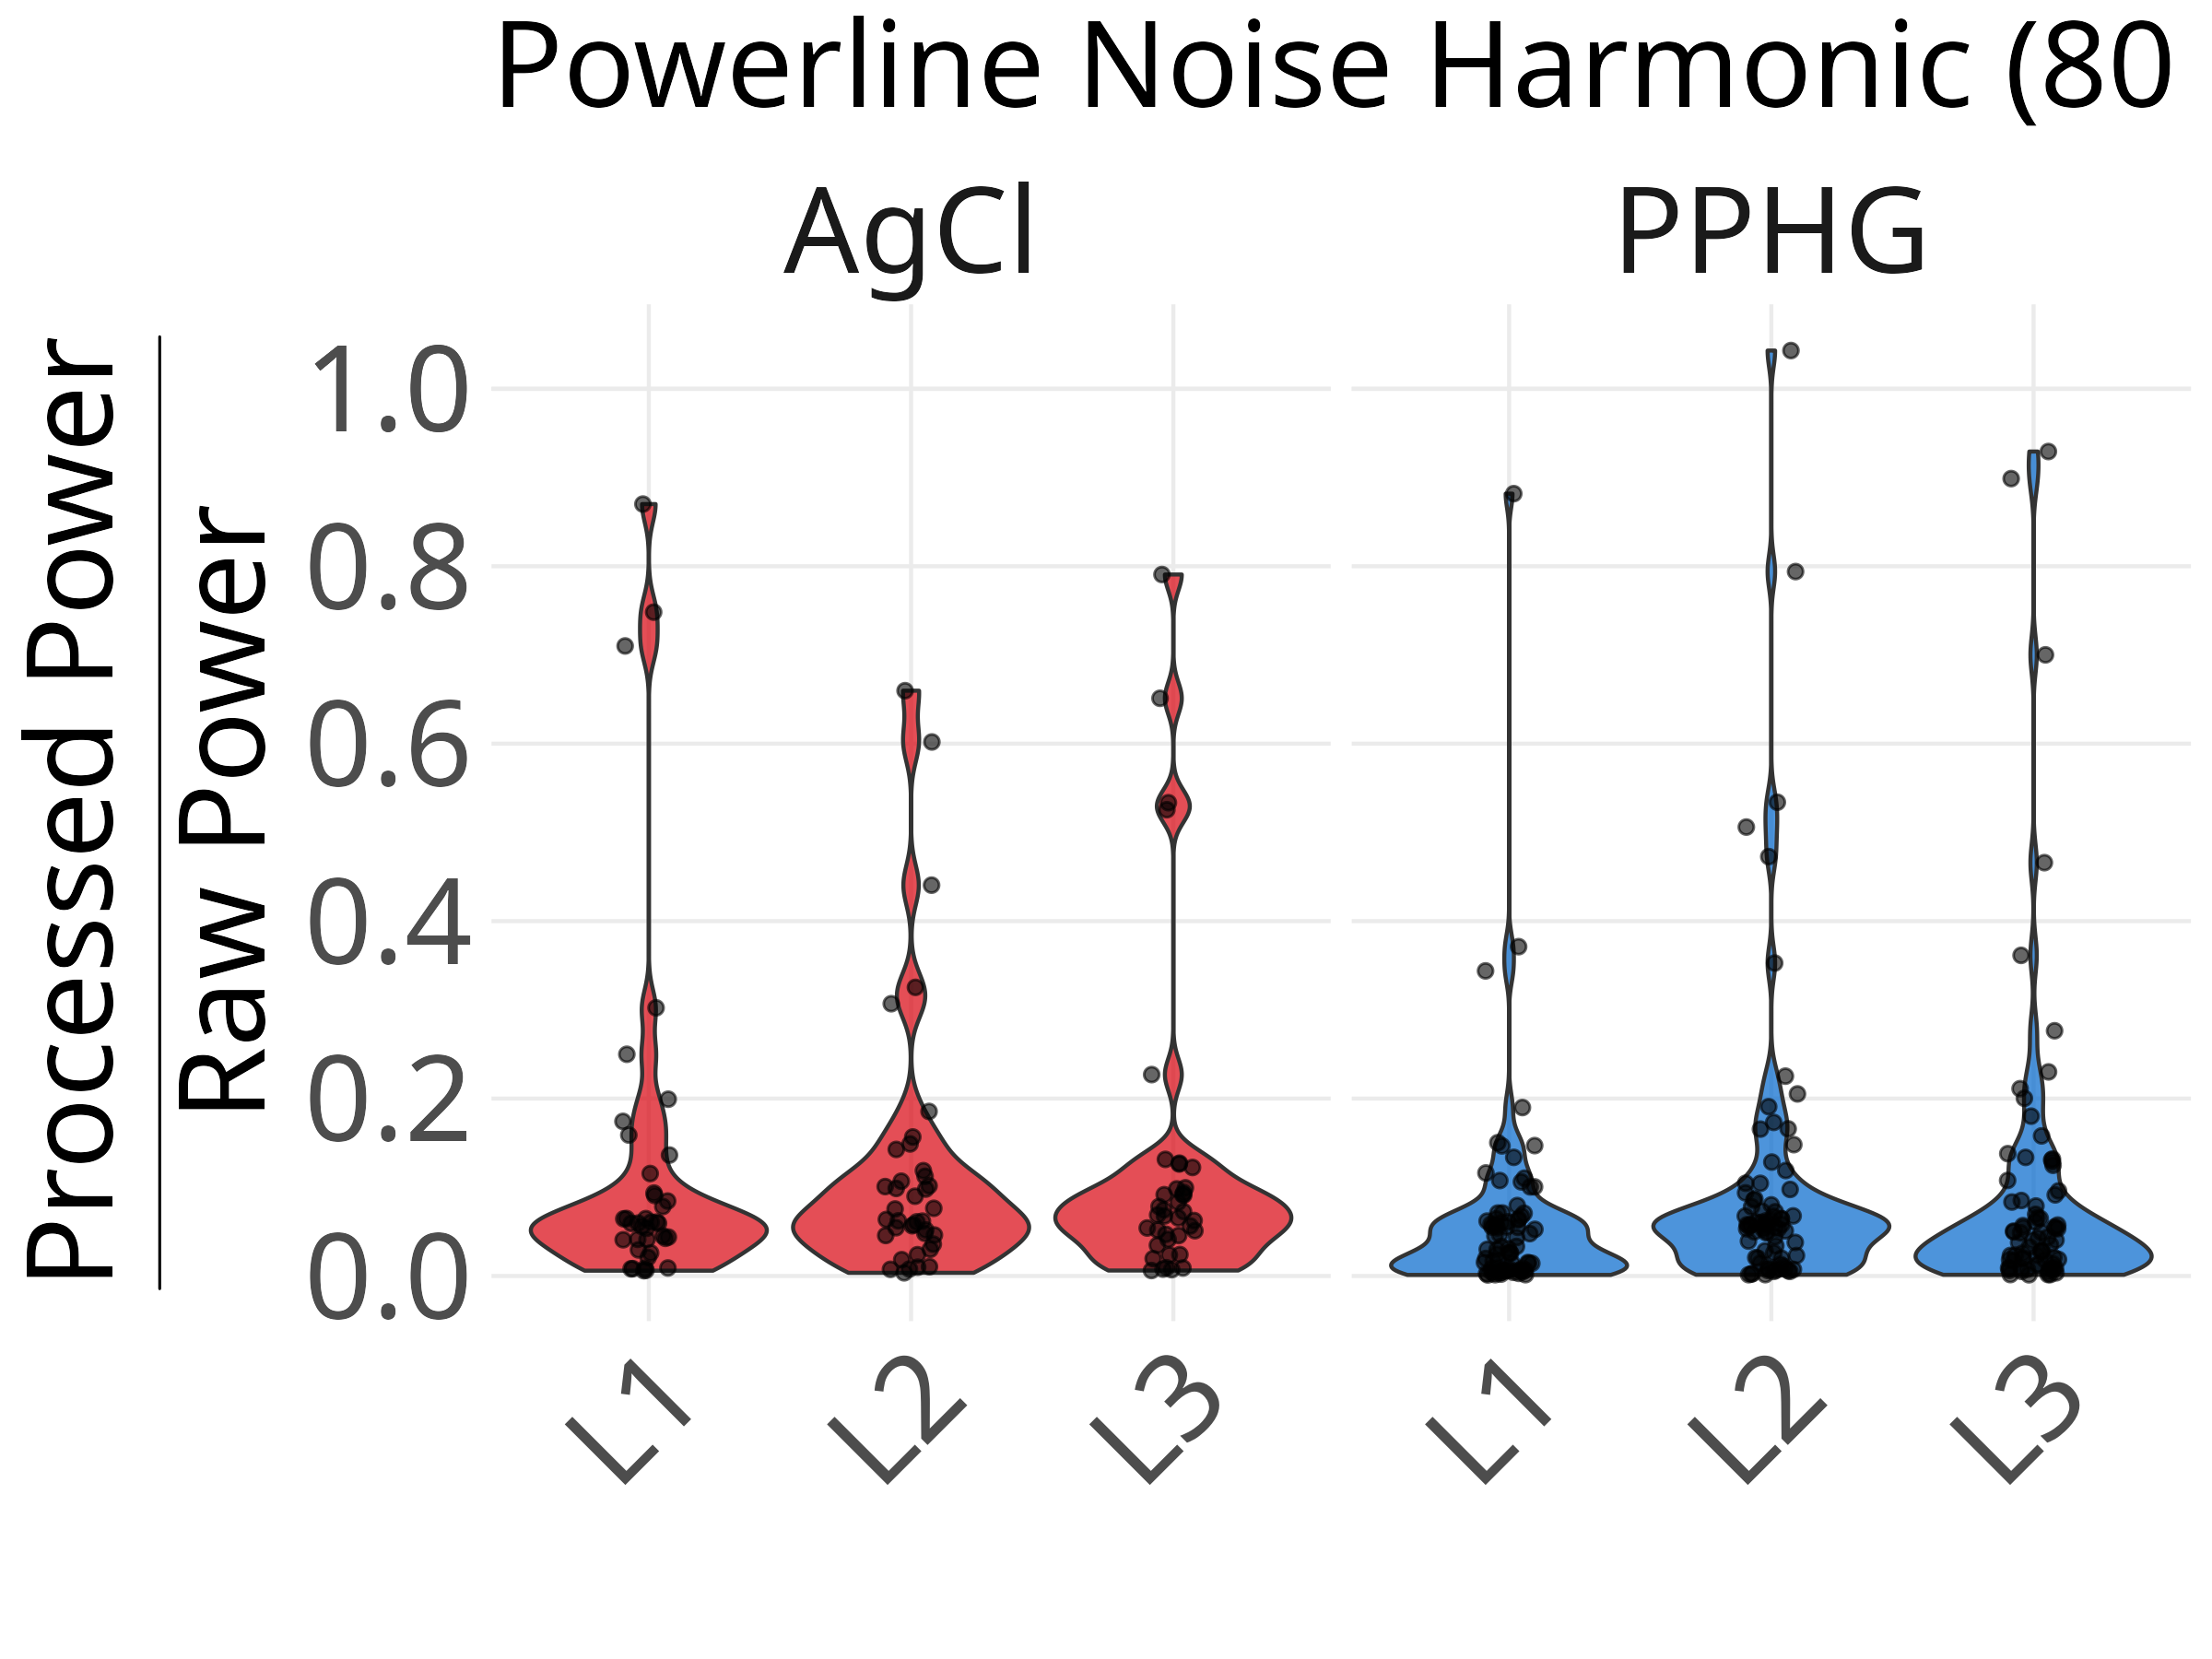 Powerline Noise Harmonic (80
AgCl
PPHG
Processed Power
Raw Power
1.0
0.8
0.6
0.4
0.2
0.0
L1
L2
L3
L1
L2
L3